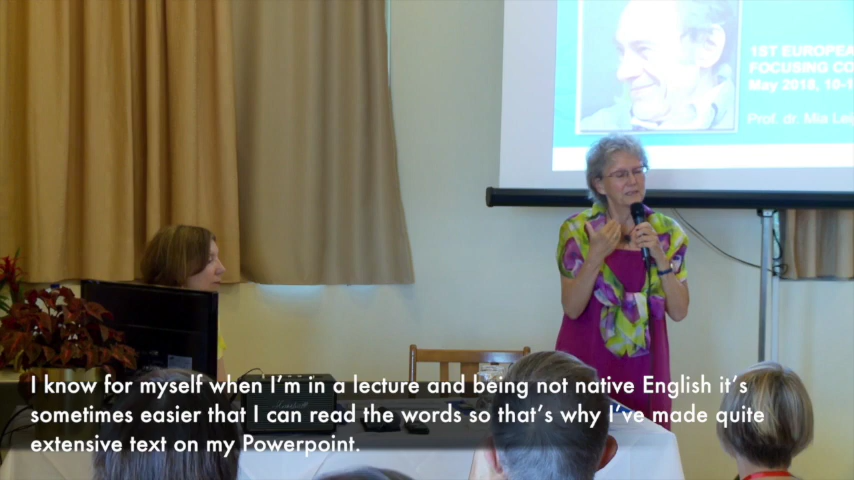 1ST EUROPEA
FOCUSING CO
May 2018, 10-1
Prof. dr. Mia Lei
I know for myself when I'm in a lecture and being not native English it's
sometimes easier that I can read the words so that's why I've made quite
extensive text on my Powerpoint.